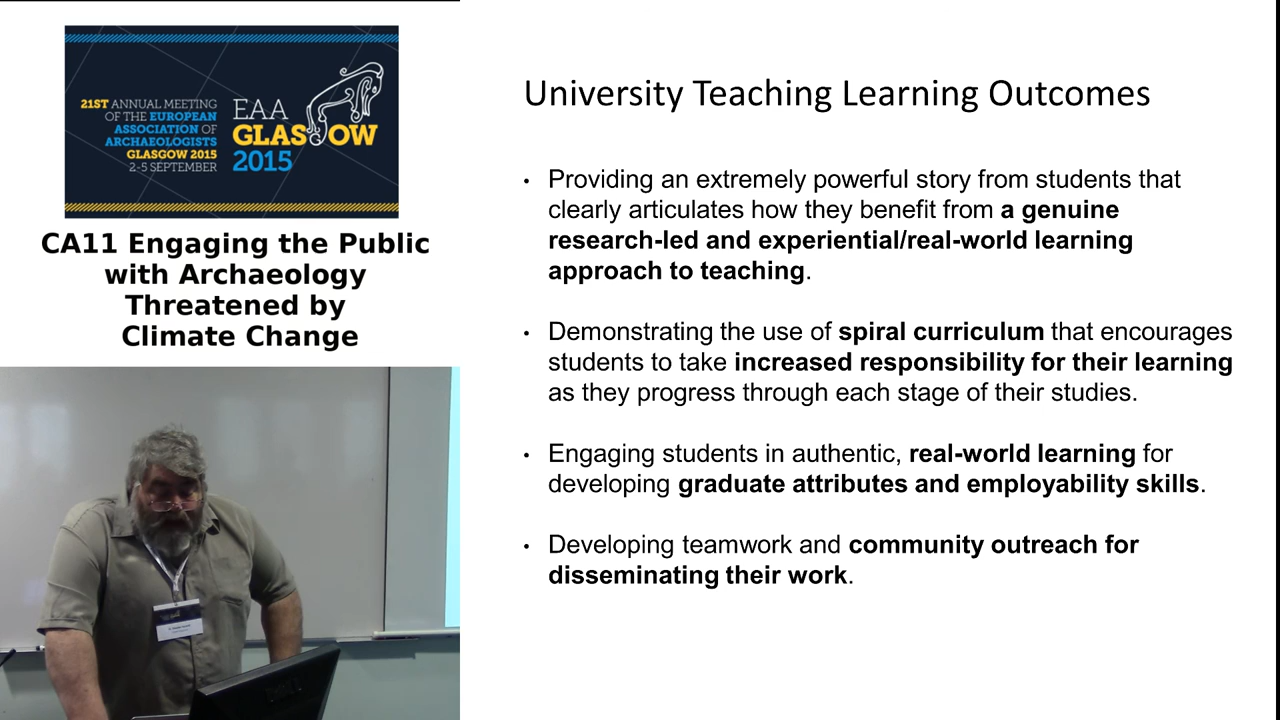 21ST ANNUAL MEETING
OF THE EUROPEAN
ASSOCIATION OF
ARCHAEOLOGISTS
GLASGOW 2015
2-5 SEPTEMBER
EAA
GLASGOW
2015
CA11 Engaging the Public
with Archaeology
Threatened by
Climate Change
University Teaching Learning Outcomes
• Providing an extremely powerful story from students that
clearly articulates how they benefit from a genuine
research-led and experiential/real-world learning
approach to teaching.
• Demonstrating the use of spiral curriculum that encourages
students to take increased responsibility for their learning
as they progress through each stage of their studies.
• Engaging students in authentic, real-world learning for
developing graduate attributes and employability skills.
• Developing teamwork and community outreach for
disseminating their work.